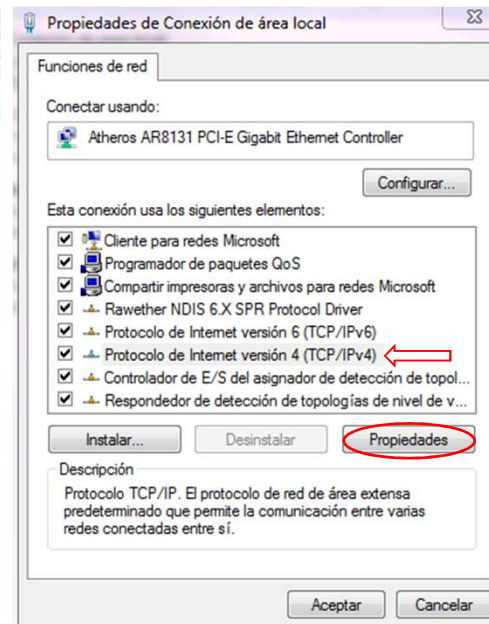 Propiedades de Conexión de área local
Funciones de red
Conectar usando:
Atheros AR8131 PCI-E Gigabit Ethernet Controller
Configurar...
Esta conexión usa los siguientes elementos:
Cliente para redes Microsoft
Programador de paquetes QoS
Compartir impresoras y archivos para redes Microsoft
Rawether NDIS 6.X SPR Protocol Driver
Protocolo de Internet versión 6 (TCP/IPv6)
Protocolo de Internet versión 4 (TCP/IPv4)
Controlador de E/S del asignador de detección de topol...
Respondedor de detección de topologías de nivel de v...
Instalar... Desinstalar Propiedades
Descripción
Protocolo TCP/IP. El protocolo de red de área extensa
predeterminado que permite la comunicación entre varias
redes conectadas entre sí.
Aceptar Cancelar